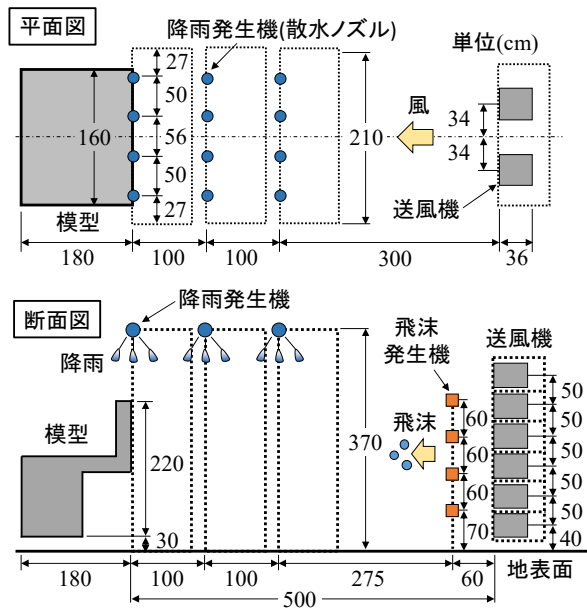 平面図
降雨発生機(散水ノズル)
単位(cm)
27
50
56
50
27
160
210
風
34
34
模型
送風機
180
100
100
300
36
断面図
降雨発生機
降雨
飛沫
発生機
送風機
模型
飛沫
220
370
60
60
60
70
50
50
50
50
50
40
30
地表面
180
100
100
275
60
500